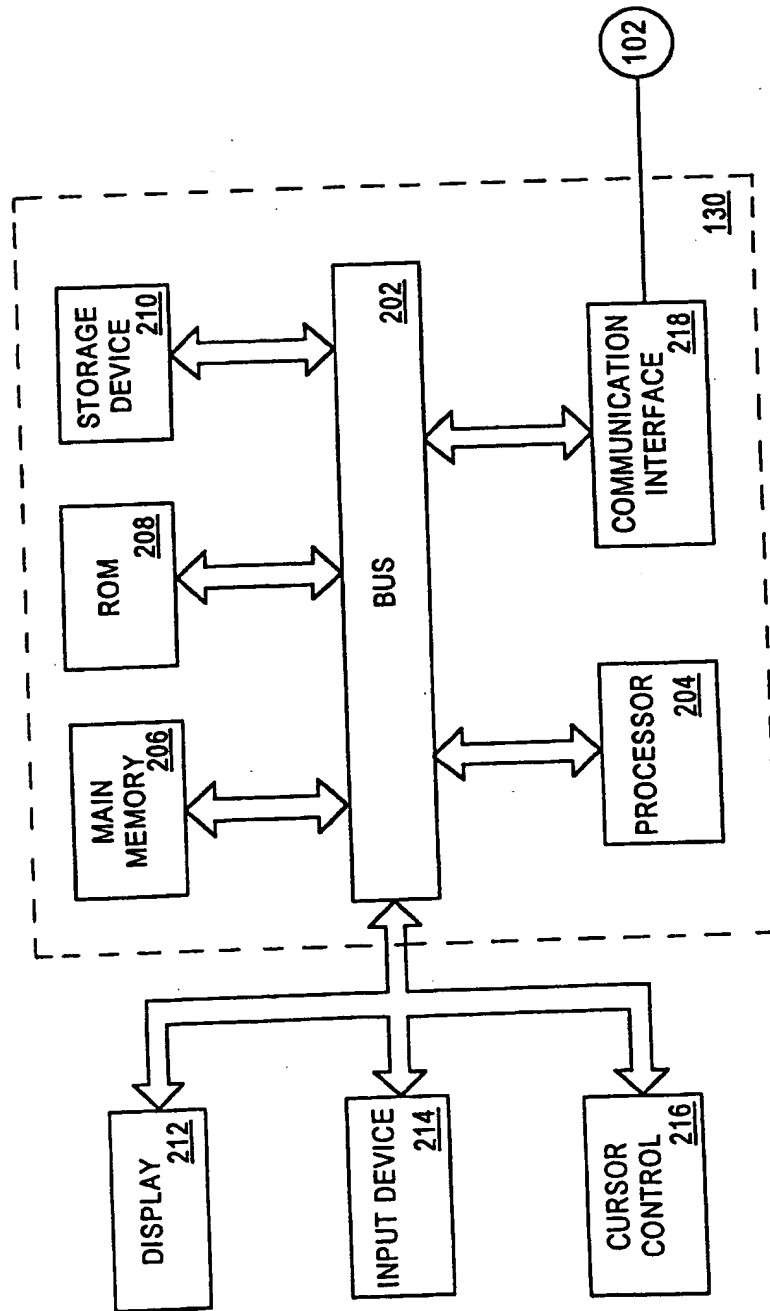 DISPLAY
212
INPUT DEVICE
214
CURSOR
CONTROL
216
MAIN
MEMORY
206
ROM
208
STORAGE
DEVICE
210
BUS
202
PROCESSOR
204
COMMUNICATION
INTERFACE
218
130
102